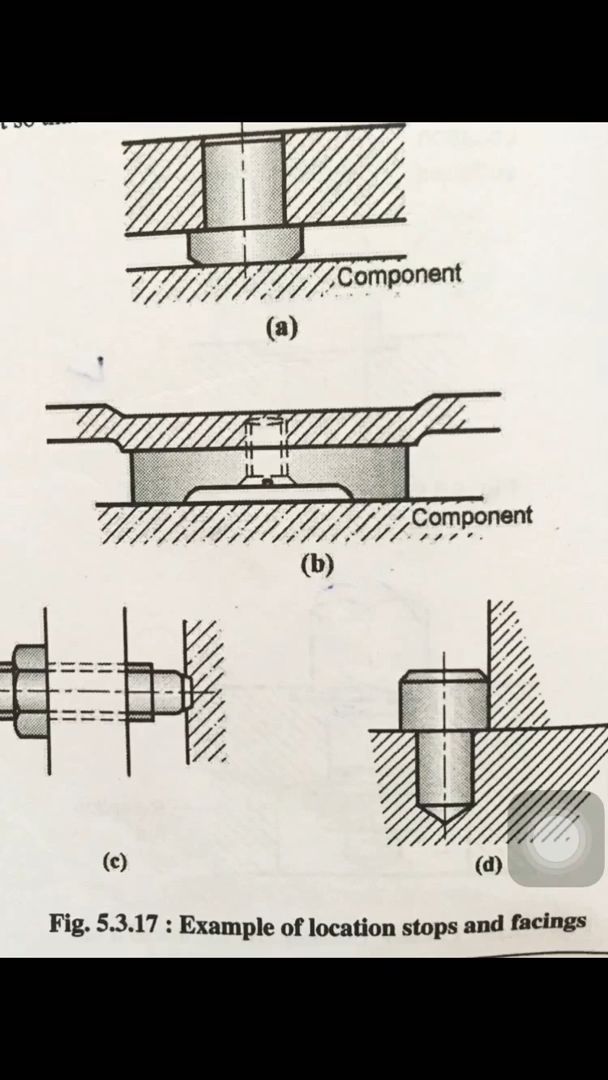 Component
(a)
Component
(b)
(c)
(d)
Fig. 5.3.17 : Example of location stops and facings